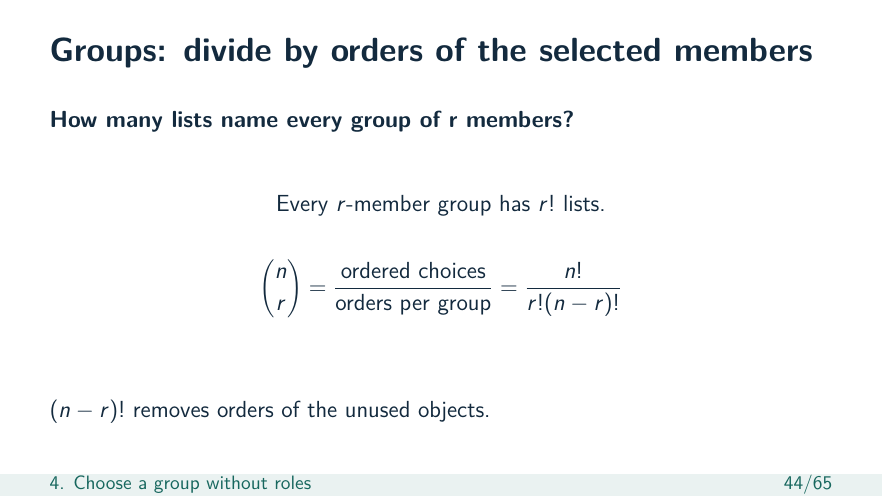 Groups: divide by orders of the selected members
How many lists name every group of r members?
Every r-member group has r! lists.
(n r) = ordered choices / orders per group = n! / r!(n − r)!
(n − r)! removes orders of the unused objects.
4. Choose a group without roles 44/65